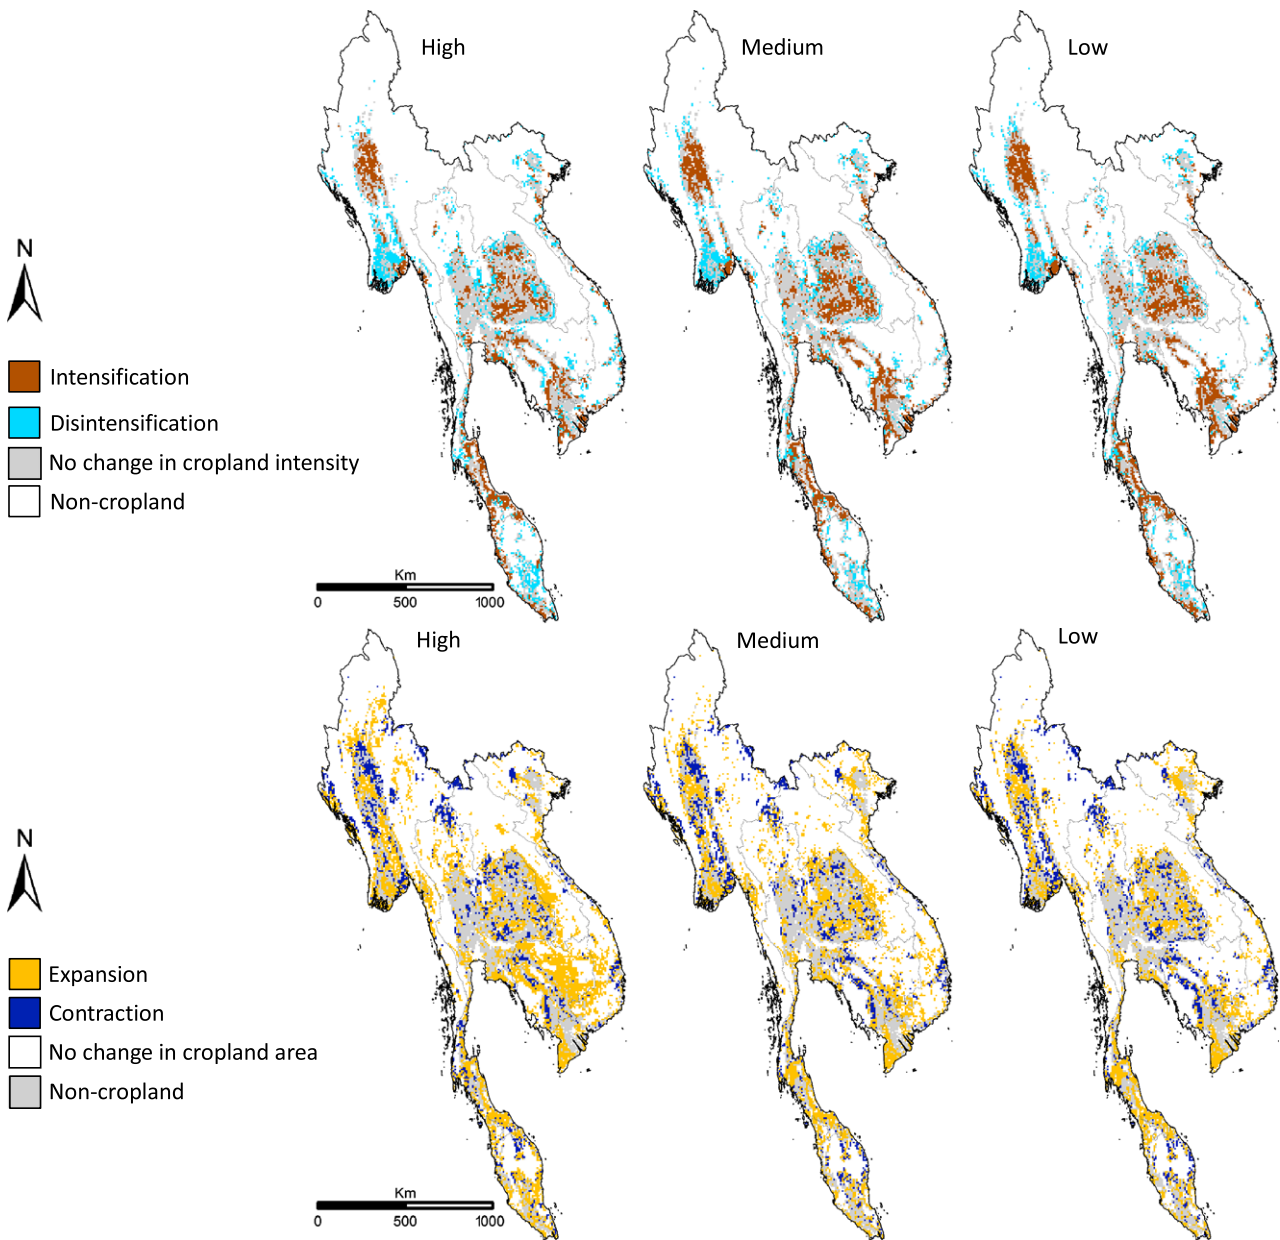 High
Medium
Low
N
Intensification
Disintensification
No change in cropland intensity
Non-cropland
Km
0 500 1000
High
Medium
Low
N
Expansion
Contraction
No change in cropland area
Non-cropland
Km
0 500 1000